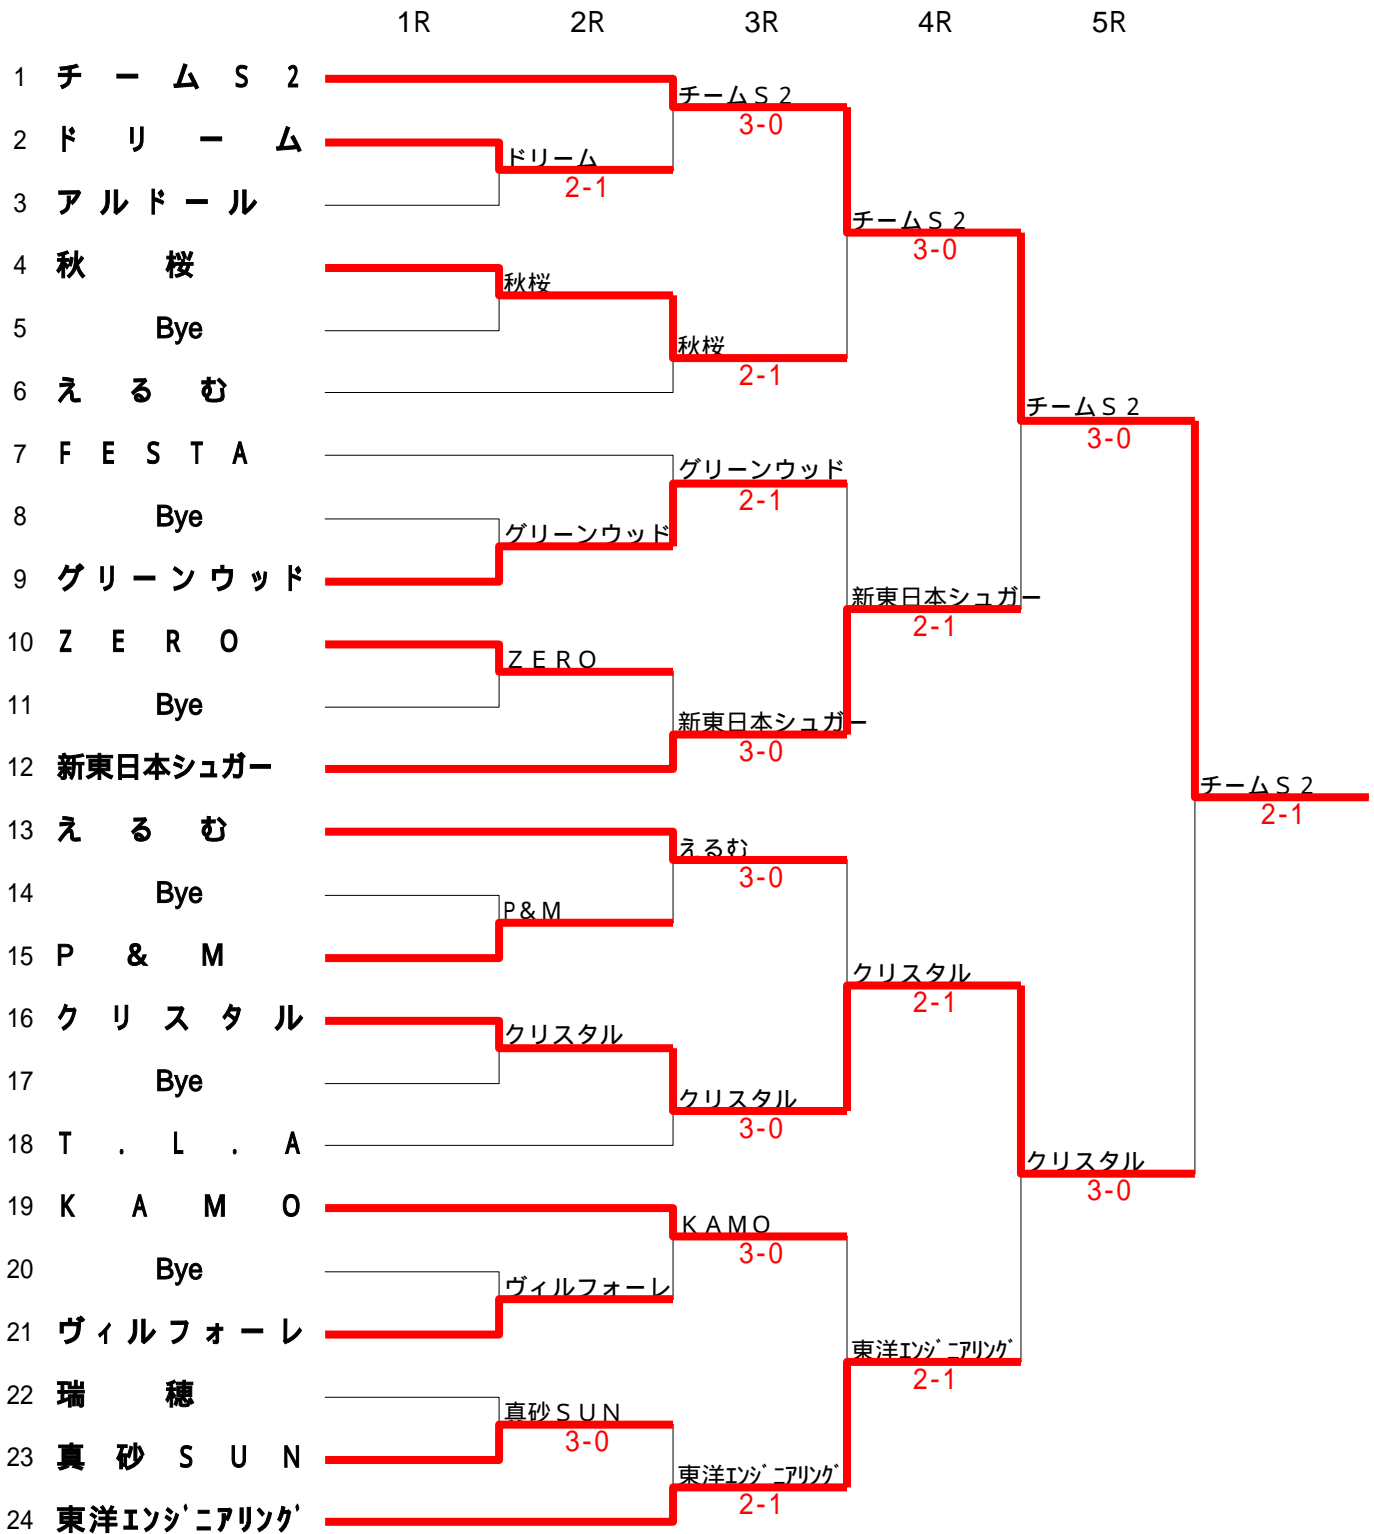 1R 2R 3R 4R 5R
1 チームS2
チームS2
3-0
2 ドリーム
ドリーム
2-1
3 アルドール
チームS2
3-0
4 秋桜
秋桜
5 Bye
秋桜
2-1
6 えるむ
チームS2
3-0
7 FESTA
グリーンウッド
2-1
8 Bye
グリーンウッド
9 グリーンウッド
新東日本シュガー
2-1
10 ZERO
ZERO
11 Bye
新東日本シュガー
3-0
12 新東日本シュガー
チームS2
2-1
13 えるむ
えるむ
3-0
14 Bye
P&M
15 P&M
クリスタル
2-1
16 クリスタル
クリスタル
17 Bye
クリスタル
3-0
18 T.L.A
クリスタル
3-0
19 KAMO
KAMO
3-0
20 Bye
ヴィルフォーレ
21 ヴィルフォーレ
東洋エンジニアリング
2-1
22 瑞穂
真砂SUN
3-0
23 真砂SUN
東洋エンジニアリング
2-1
24 東洋エンジニアリング